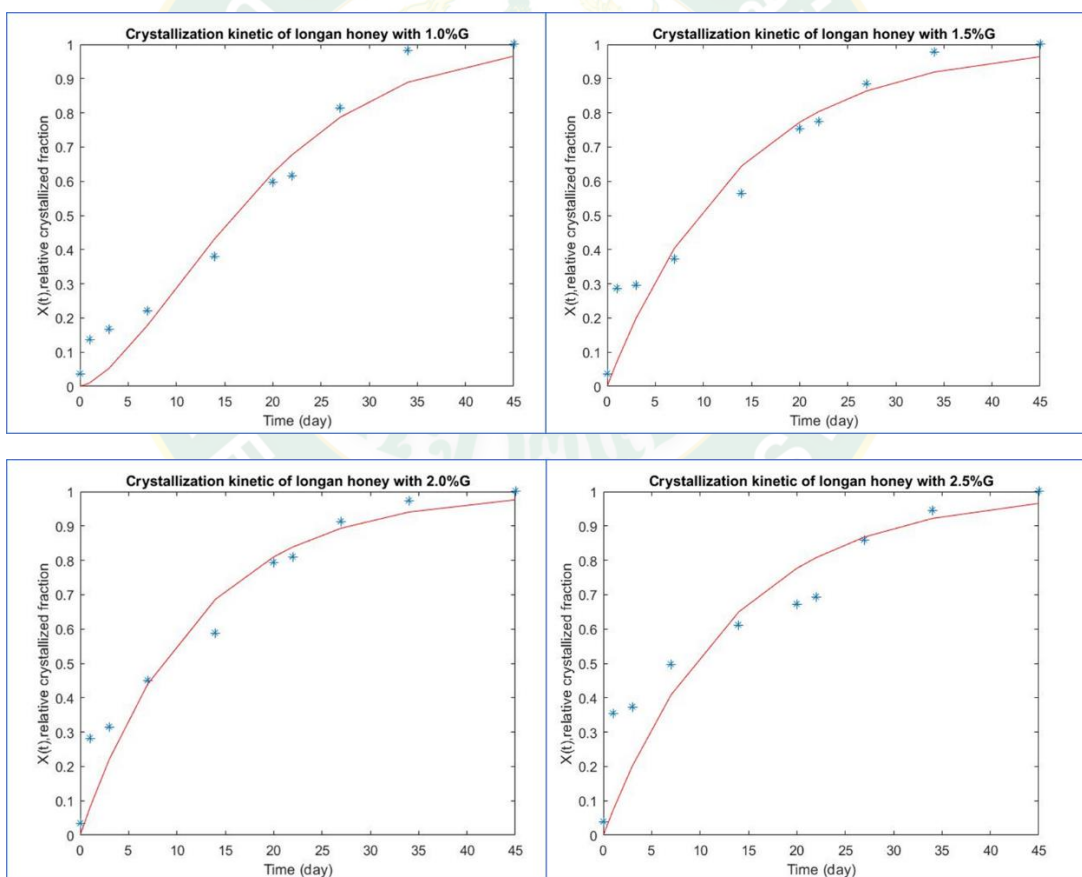 Crystallization kinetic of longan honey with 1.0%G
1
0.9
0.8
0.7
0.6
0.5
0.4
0.3
0.2
0.1
0
X(t),relative crystallized fraction
0 5 10 15 20 25 30 35 40 45
Time (day)
Crystallization kinetic of longan honey with 1.5%G
1
0.9
0.8
0.7
0.6
0.5
0.4
0.3
0.2
0.1
0
X(t),relative crystallized fraction
0 5 10 15 20 25 30 35 40 45
Time (day)
Crystallization kinetic of longan honey with 2.0%G
1
0.9
0.8
0.7
0.6
0.5
0.4
0.3
0.2
0.1
0
X(t),relative crystallized fraction
0 5 10 15 20 25 30 35 40 45
Time (day)
Crystallization kinetic of longan honey with 2.5%G
1
0.9
0.8
0.7
0.6
0.5
0.4
0.3
0.2
0.1
0
X(t),relative crystallized fraction
0 5 10 15 20 25 30 35 40 45
Time (day)